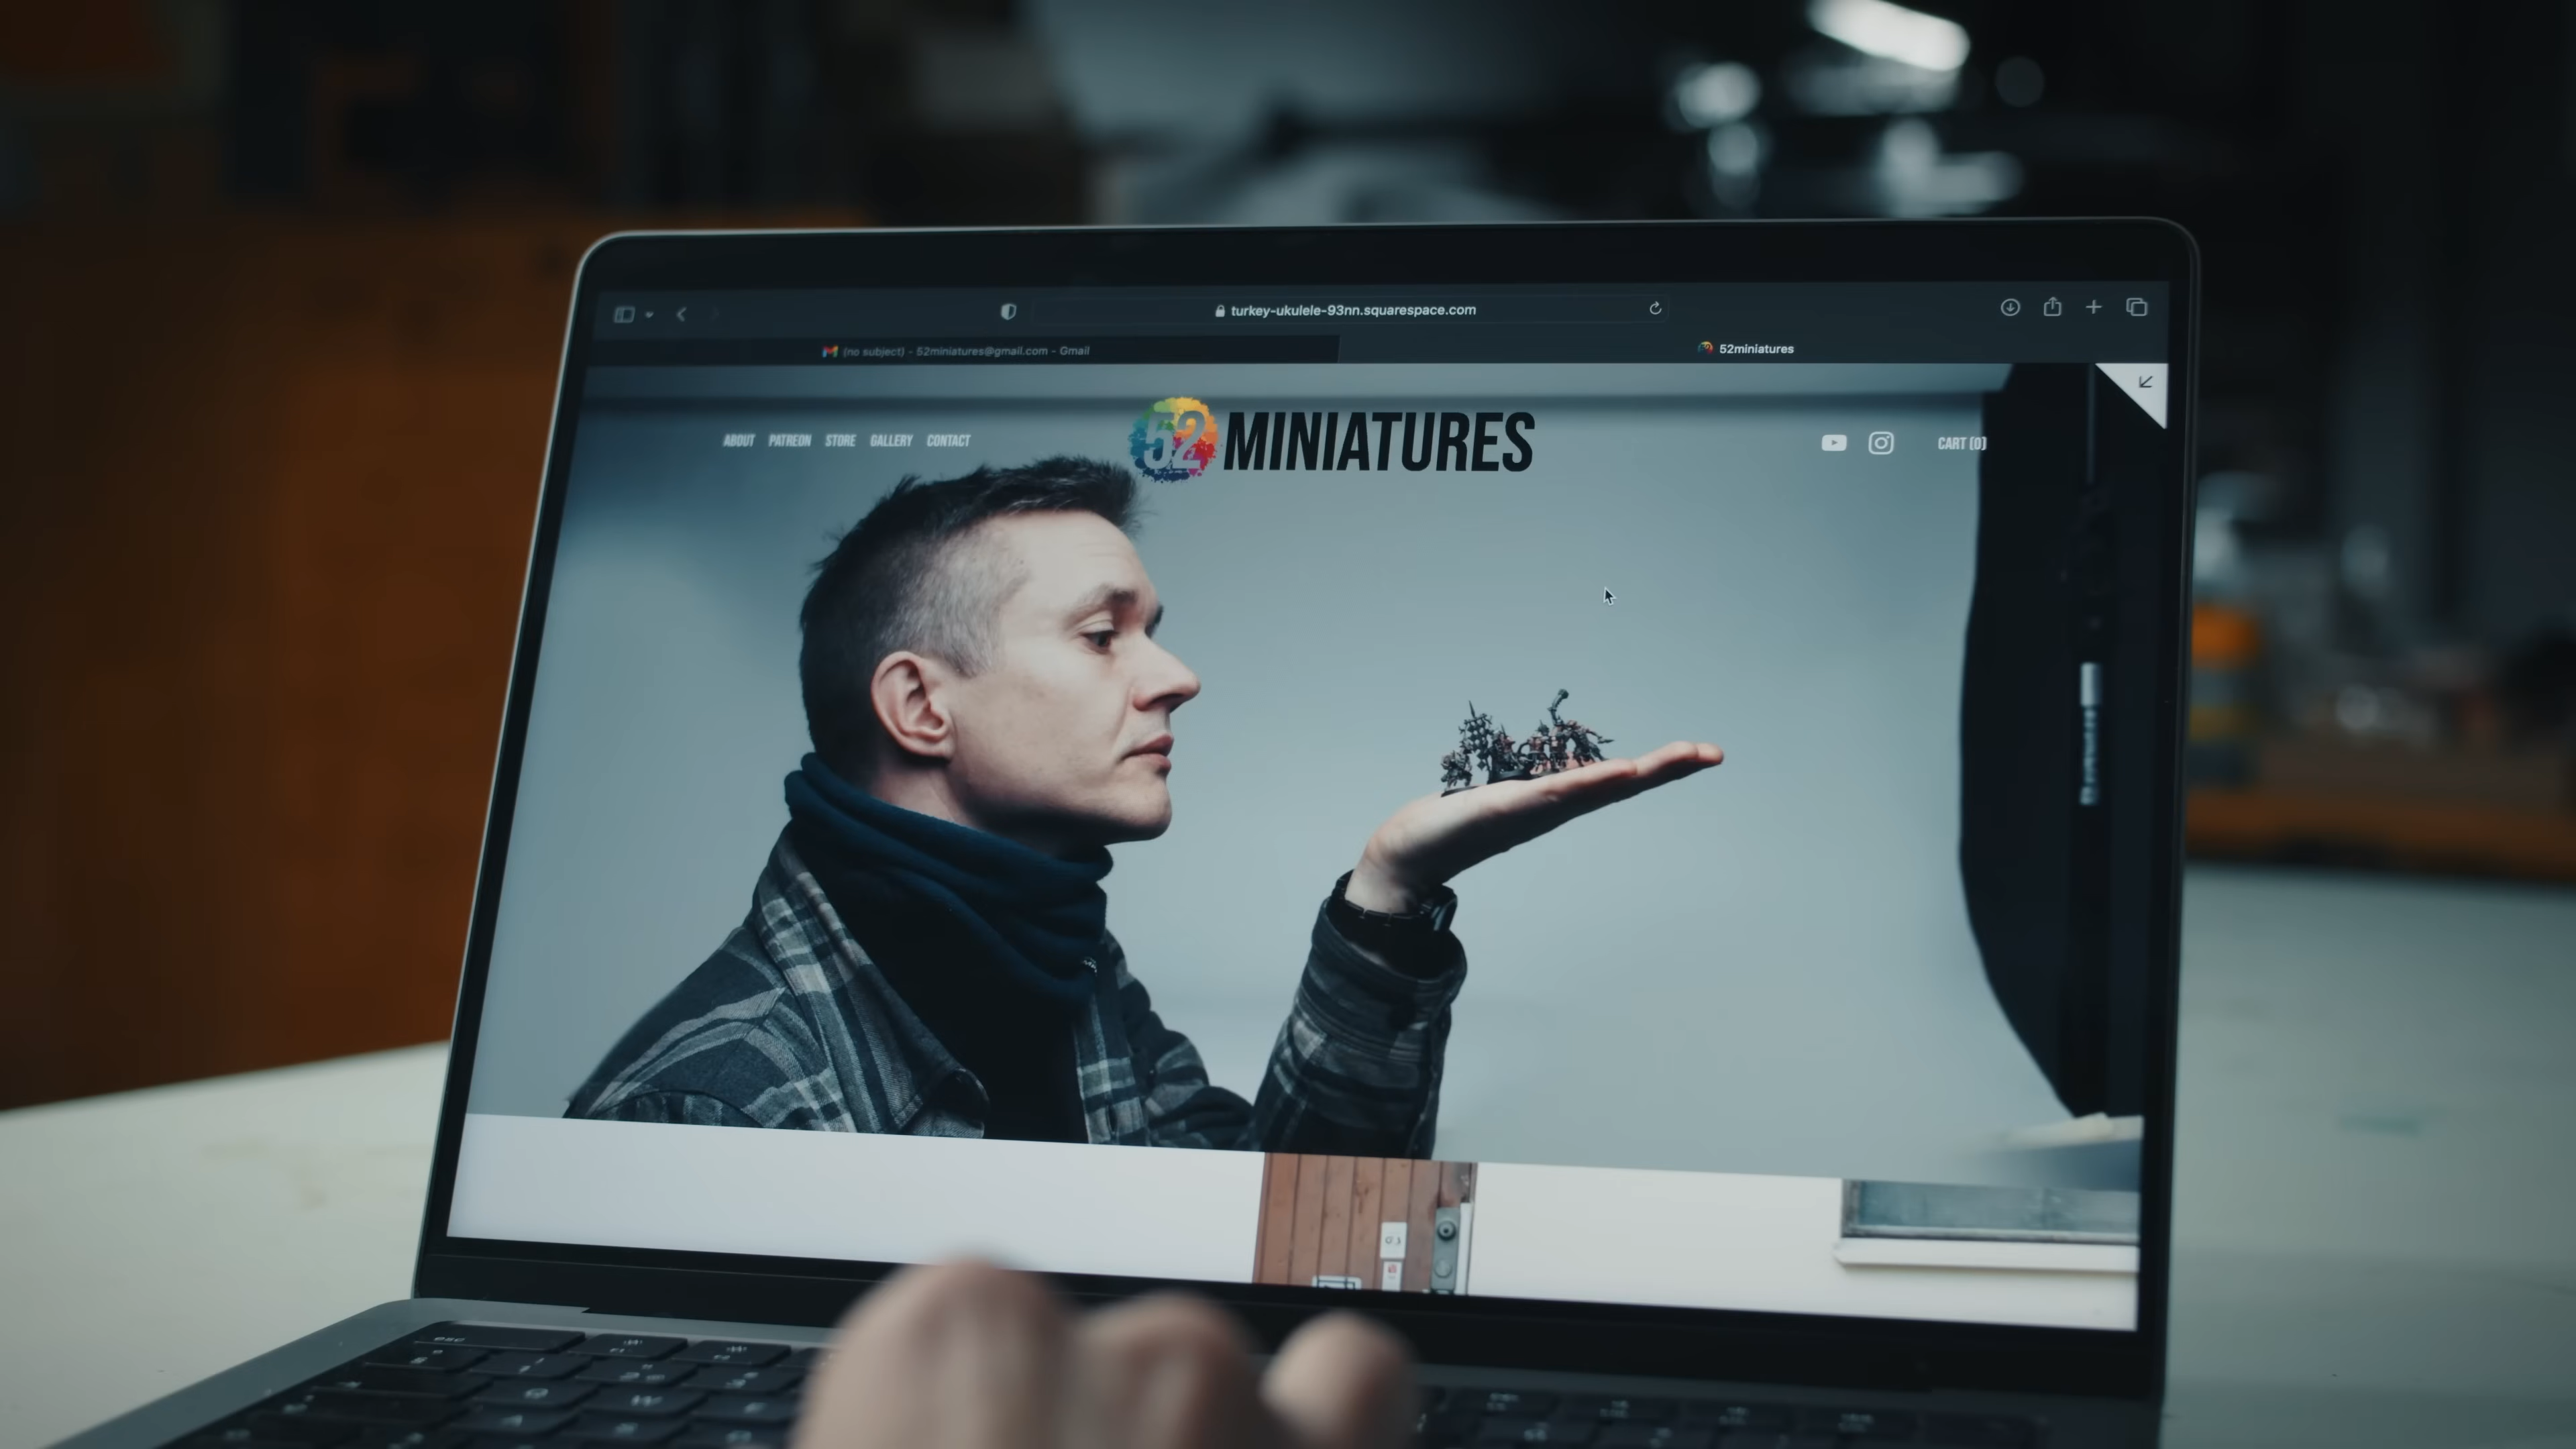 turkey-ukulele-93nn.squarespace.com
(no subject) - 52miniatures@gmail.com - Gmail
52miniatures
ABOUT PATREON STORE GALLERY CONTACT
52 MINIATURES
CART (0)
esc